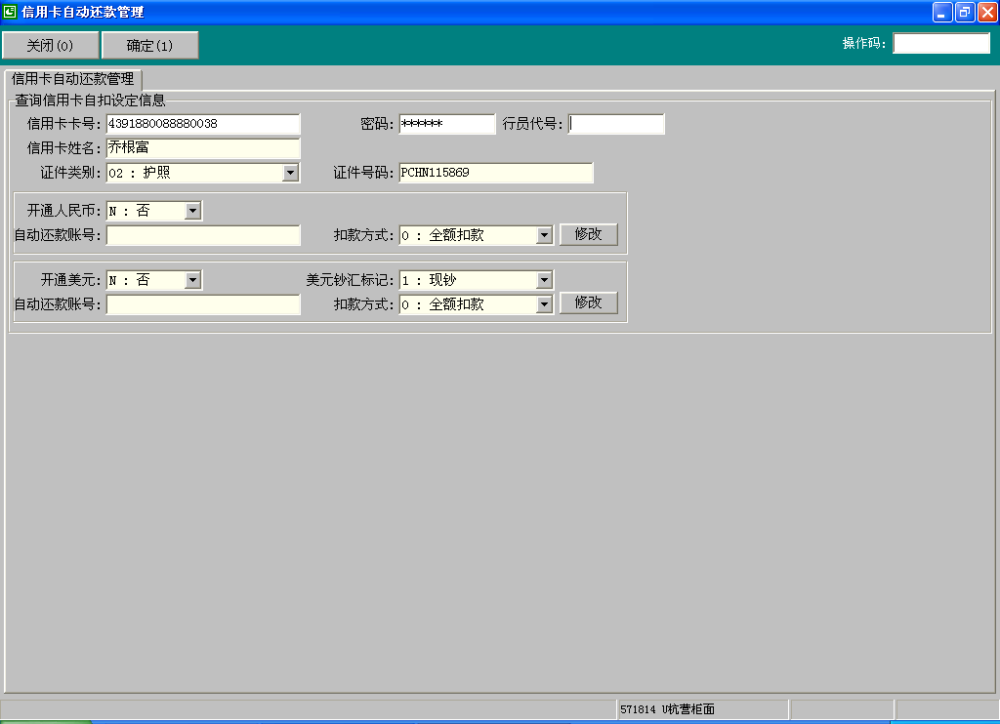 信用卡自动还款管理
关闭(0) 确定(1) 操作码:
信用卡自动还款管理
查询信用卡自扣设定信息
信用卡卡号: 4391880088880038 密码: ****** 行员代号:
信用卡姓名: 乔根富
证件类别: 02 : 护照 证件号码: PCHN115869
开通人民币: N : 否
自动还款账号: 扣款方式: 0 : 全额扣款 修改
开通美元: N : 否 美元钞汇标记: 1 : 现钞
自动还款账号: 扣款方式: 0 : 全额扣款 修改
571814 U杭营柜面